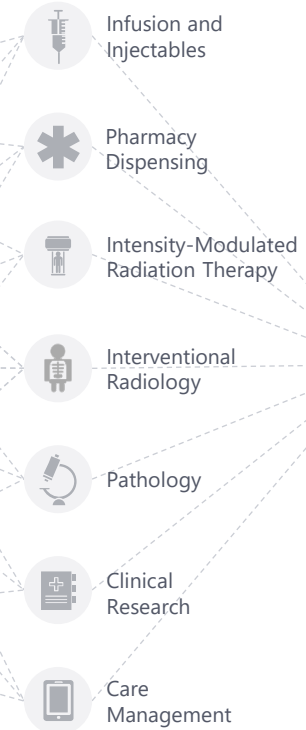 Infusion and
Injectables
Pharmacy
Dispensing
Intensity-Modulated
Radiation Therapy
Interventional
Radiology
Pathology
Clinical
Research
Care
Management